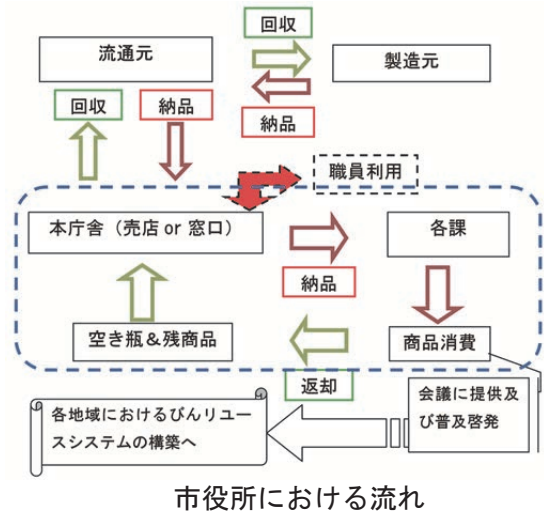 回収
流通元
製造元
回収
納品
納品
職員利用
本庁舎（売店 or 窓口）
各課
納品
空き瓶＆残商品
商品消費
返却
会議に提供及
び普及啓発
各地域におけるびんリユー
スシステムの構築へ
市役所における流れ